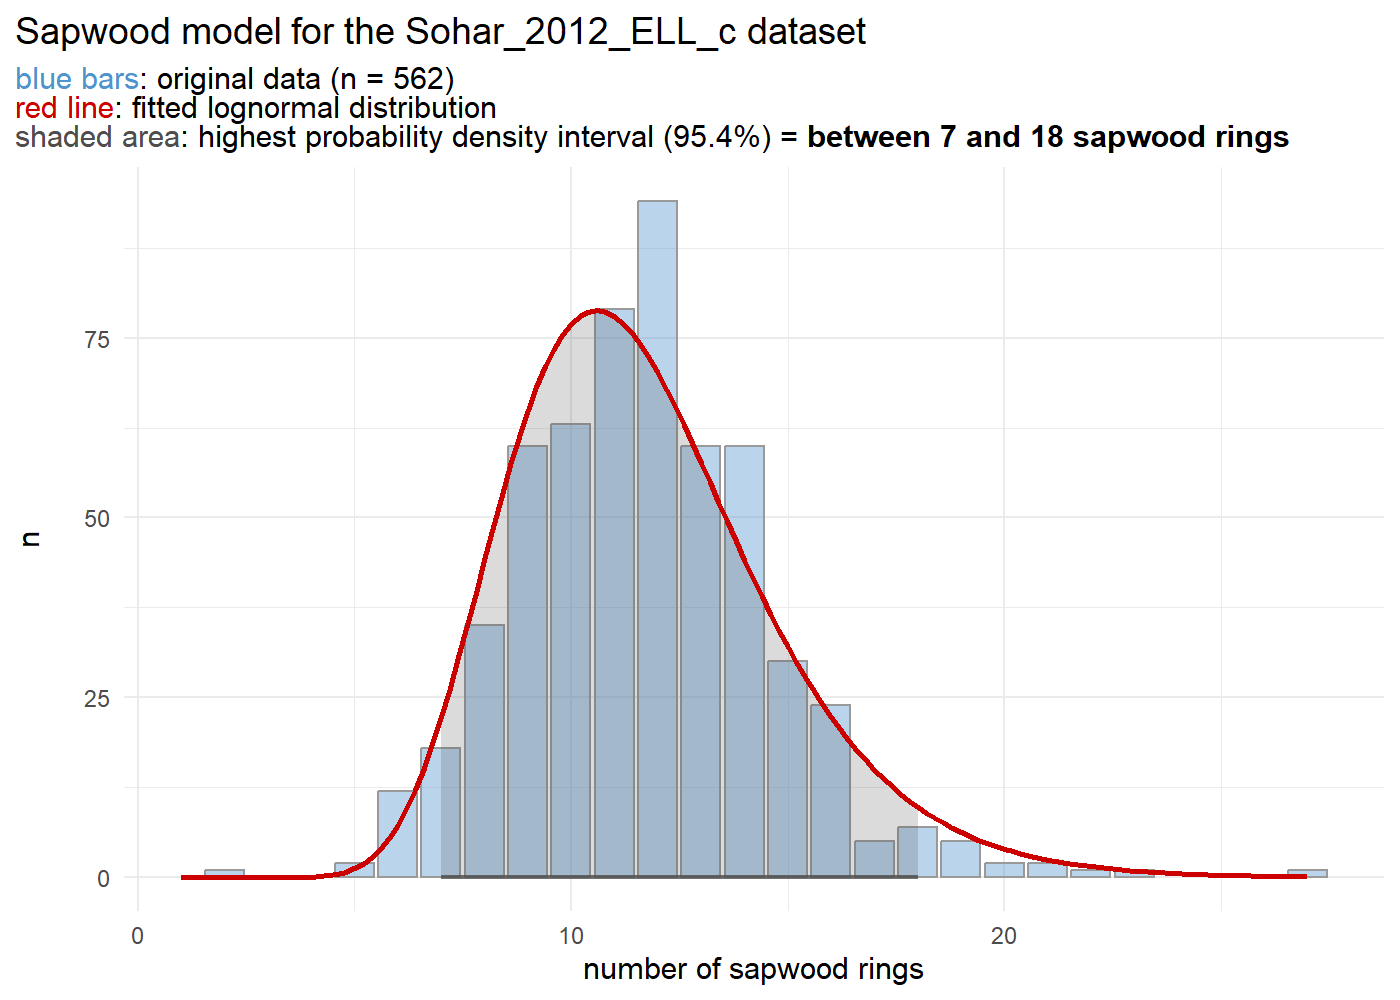 Sapwood model for the Sohar_2012_ELL_c dataset
blue bars: original data (n = 562)
red line: fitted lognormal distribution
shaded area: highest probability density interval (95.4%) = between 7 and 18 sapwood rings
75
50
25
0
n
0 10 20
number of sapwood rings